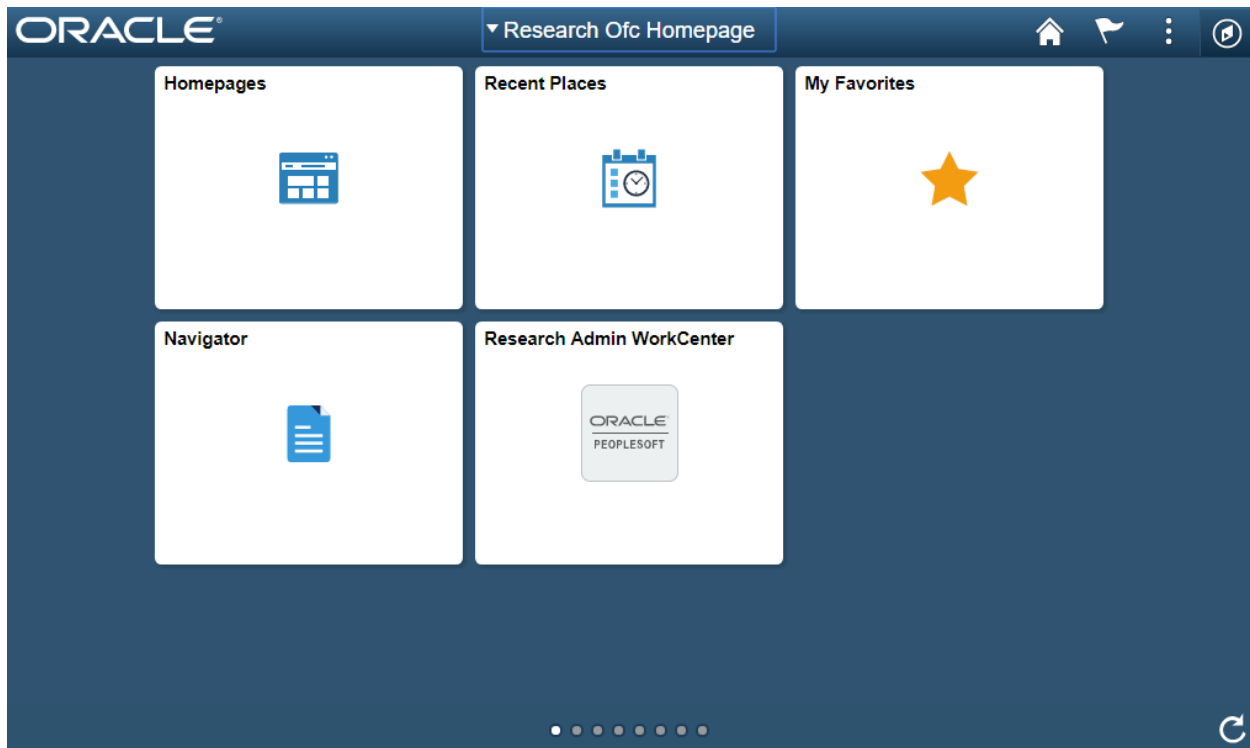 ORACLE®
Research Ofc Homepage
Homepages
Recent Places
My Favorites
Navigator
Research Admin WorkCenter
ORACLE
PEOPLESOFT